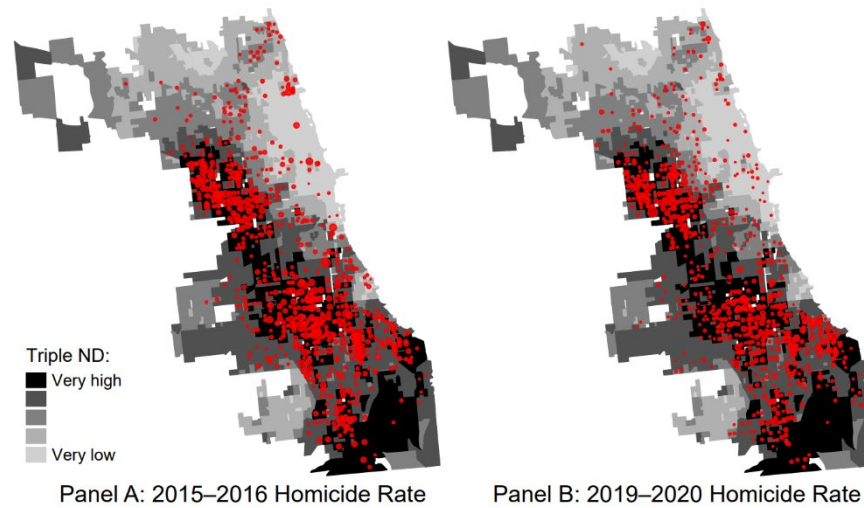 Triple ND:
Very high
Very low
Panel A: 2015–2016 Homicide Rate
Panel B: 2019–2020 Homicide Rate